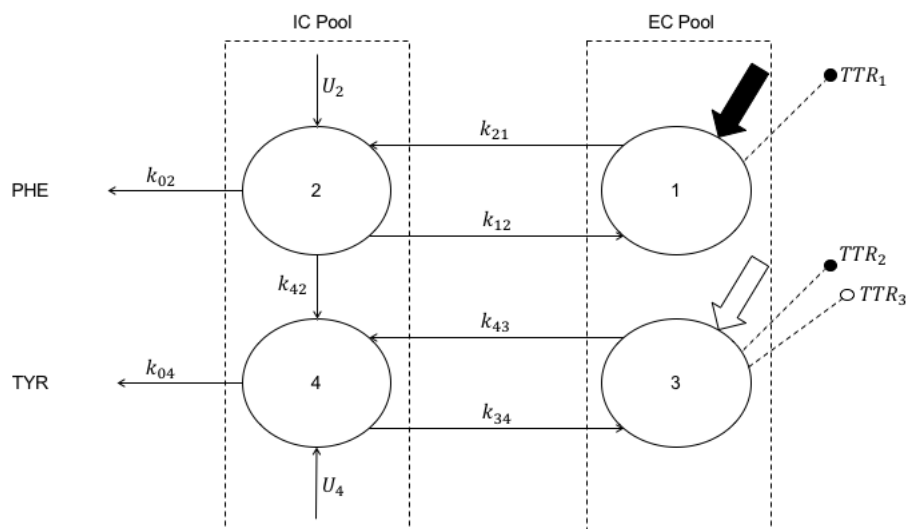 IC Pool
EC Pool
TTR₁
U₂
k₂₁
PHE
k₀₂
2
1
k₁₂
TTR₂
k₄₂
TTR₃
k₄₃
TYR
k₀₄
4
3
k₃₄
U₄